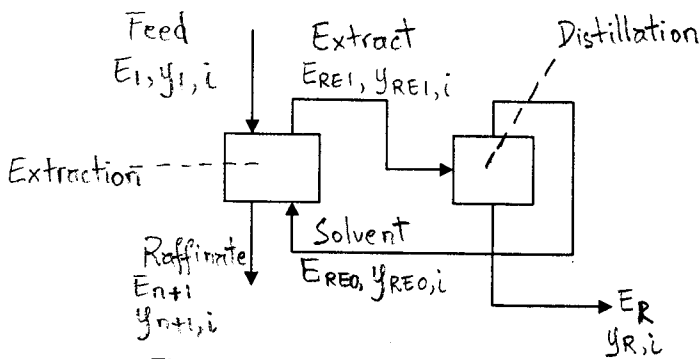 Feed
E1, y1, i
Extract
ERE1, yRE1, i
Distillation
Extraction
Solvent
ERE0, yRE0, i
Raffinate
En+1
yn+1, i
ER
yR, i